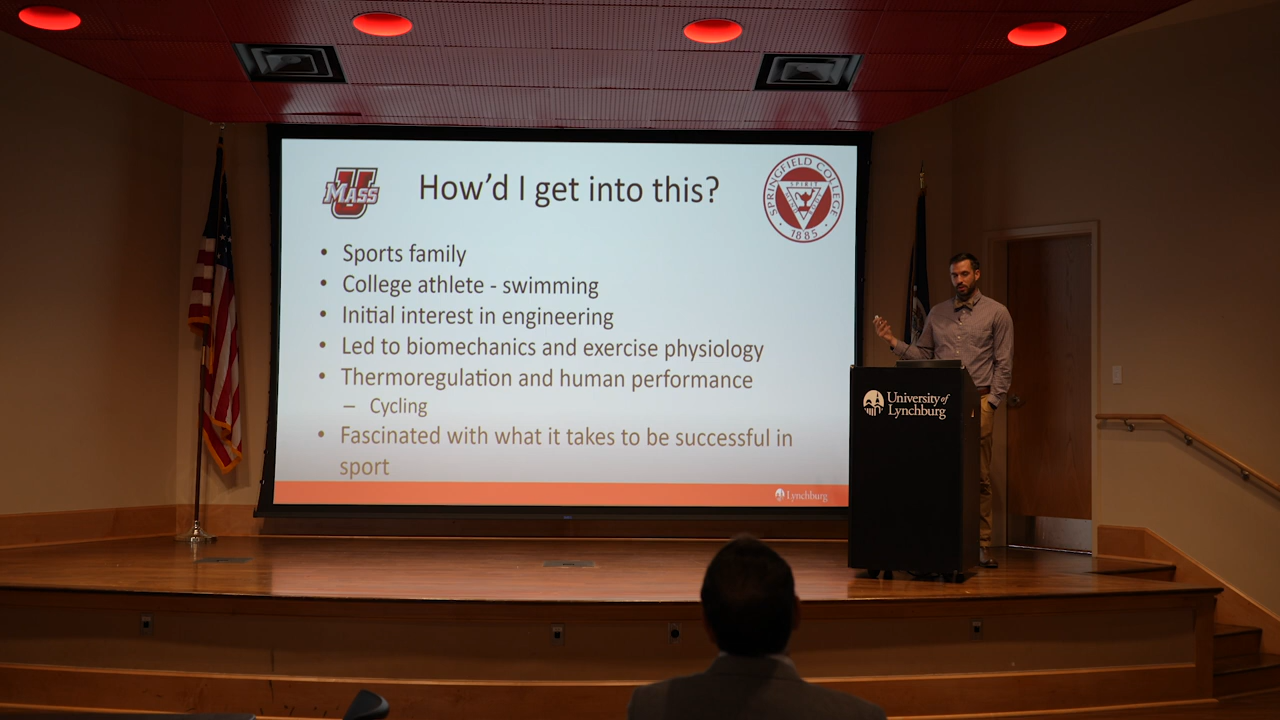 U
MASS
How'd I get into this?
SPRINGFIELD COLLEGE
SPIRIT
1885
• Sports family
• College athlete - swimming
• Initial interest in engineering
• Led to biomechanics and exercise physiology
• Thermoregulation and human performance
– Cycling
• Fascinated with what it takes to be successful in
sport
Lynchburg
University of
Lynchburg